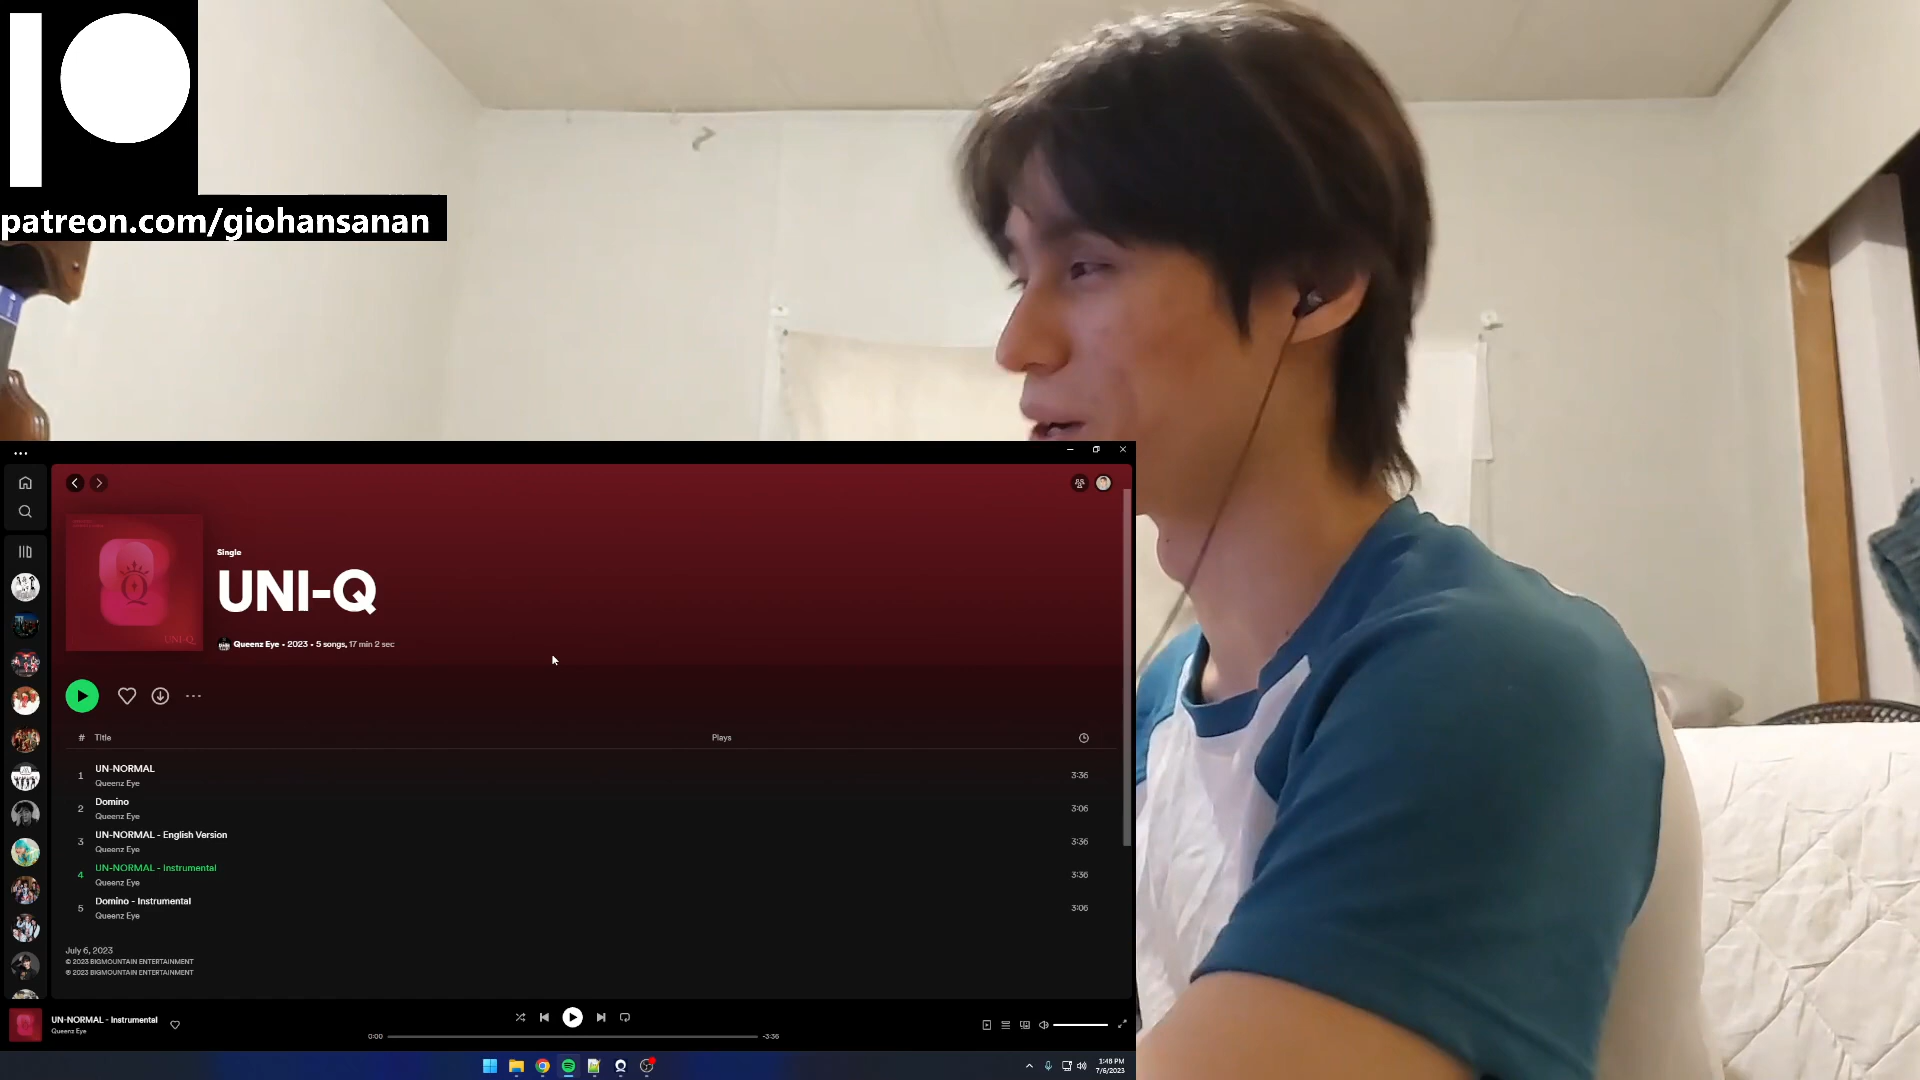 patreon.com/giohansanan
Single
UNI-Q
Queenz Eye • 2023 • 5 songs, 17 min 2 sec
UNI-Q
# Title Plays
1 UN-NORMAL 3:36
Queenz Eye
2 Domino 3:06
Queenz Eye
3 UN-NORMAL - English Version 3:36
Queenz Eye
4 UN-NORMAL - Instrumental 3:36
Queenz Eye
5 Domino - Instrumental 3:06
Queenz Eye
July 6, 2023
© 2023 BIGMOUNTAIN ENTERTAINMENT
℗ 2023 BIGMOUNTAIN ENTERTAINMENT
UN-NORMAL - Instrumental
Queenz Eye
0:00 -3:36
1:48 PM
7/6/2023